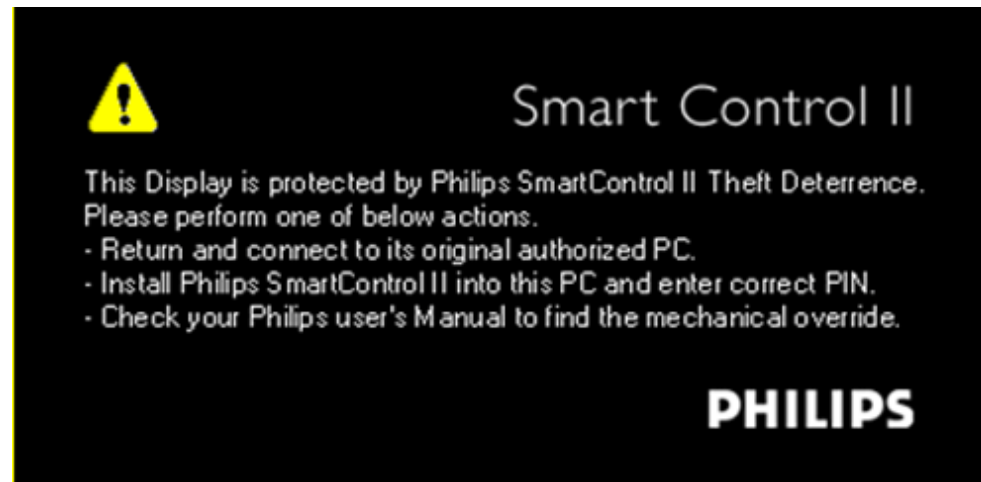 Smart Control II
This Display is protected by Philips SmartControl II Theft Deterrence.
Please perform one of below actions.
- Return and connect to its original authorized PC.
- Install Philips SmartControl II into this PC and enter correct PIN.
- Check your Philips user's Manual to find the mechanical override.
PHILIPS